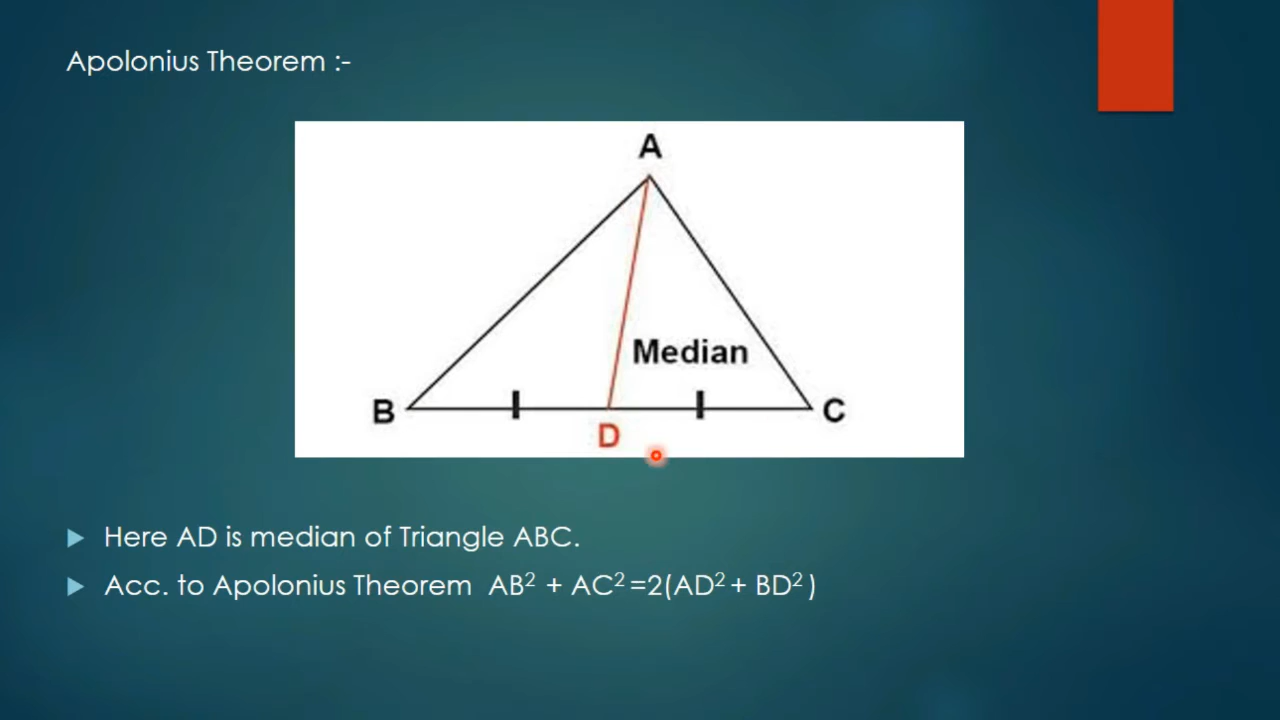 Apolonius Theorem :-
A
Median
B
C
D
Here AD is median of Triangle ABC.
Acc. to Apolonius Theorem AB² + AC² =2(AD² + BD² )